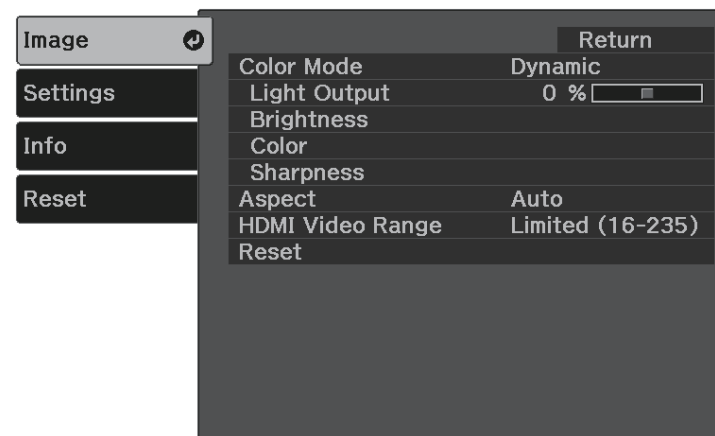 Image
Settings
Info
Reset
Return
Color Mode Dynamic
Light Output 0 %
Brightness
Color
Sharpness
Aspect Auto
HDMI Video Range Limited (16-235)
Reset